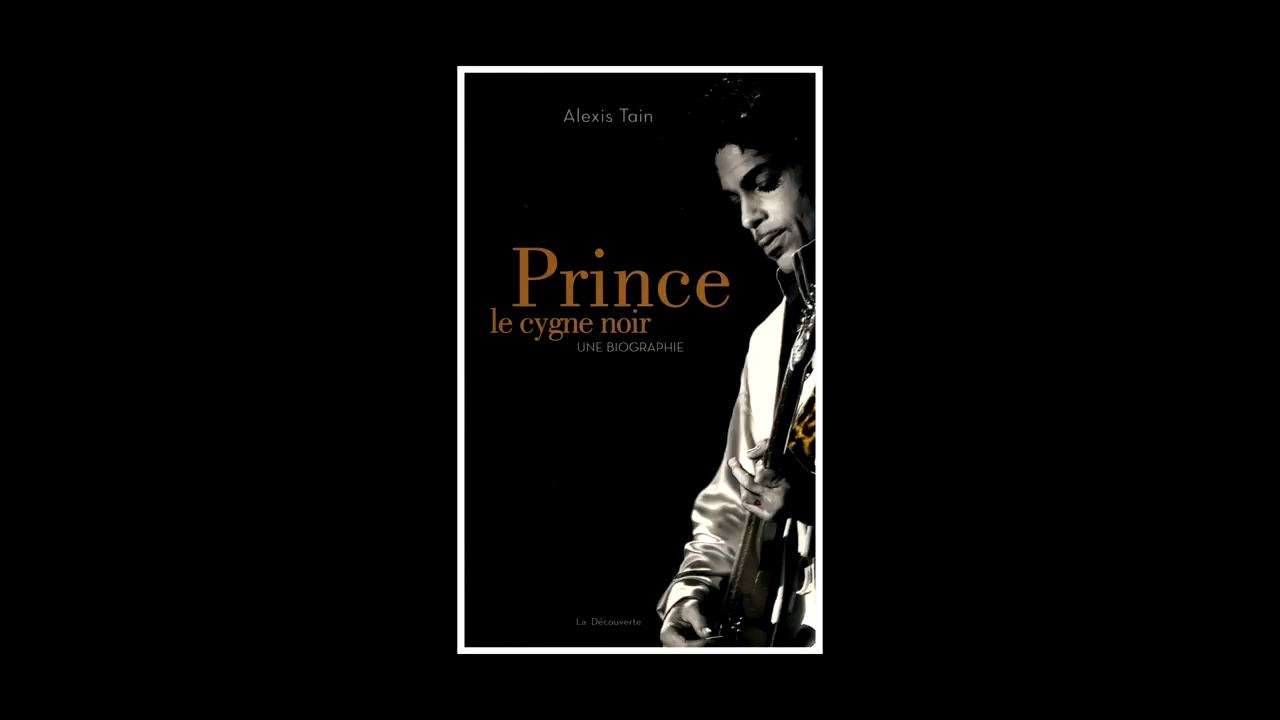 Alexis Tain
Prince
le cygne noir
UNE BIOGRAPHIE
La Découverte